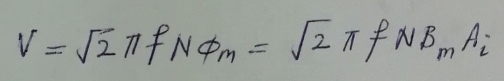 V = √2 π f N Φm = √2 π f N Bm Ai